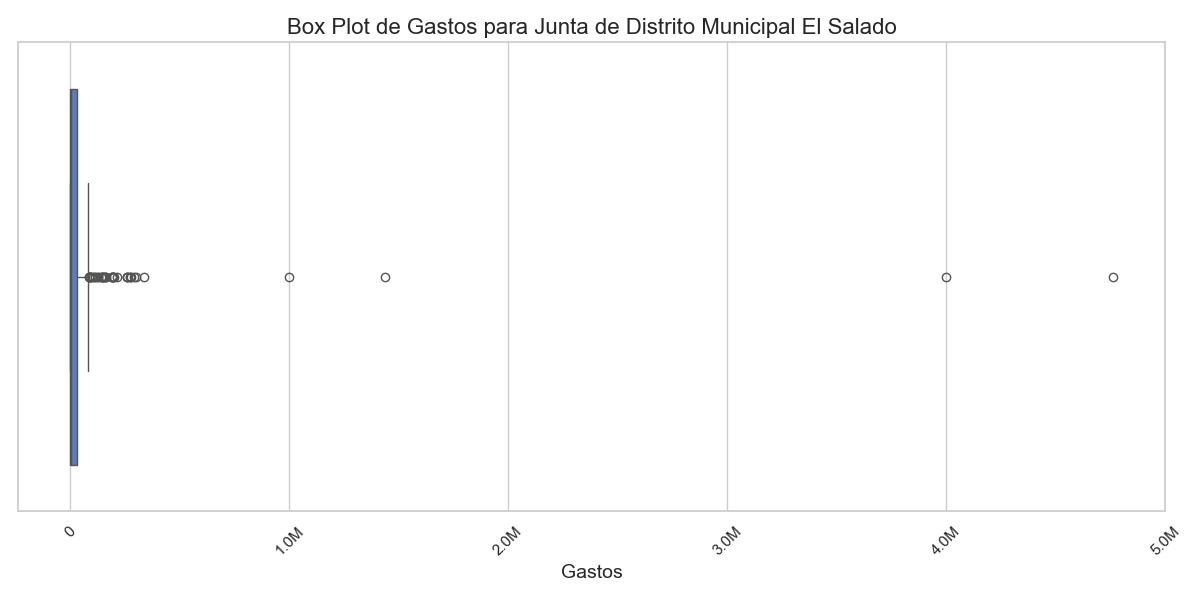 Box Plot de Gastos para Junta de Distrito Municipal El Salado
0
1.0M
2.0M
3.0M
4.0M
5.0M
Gastos